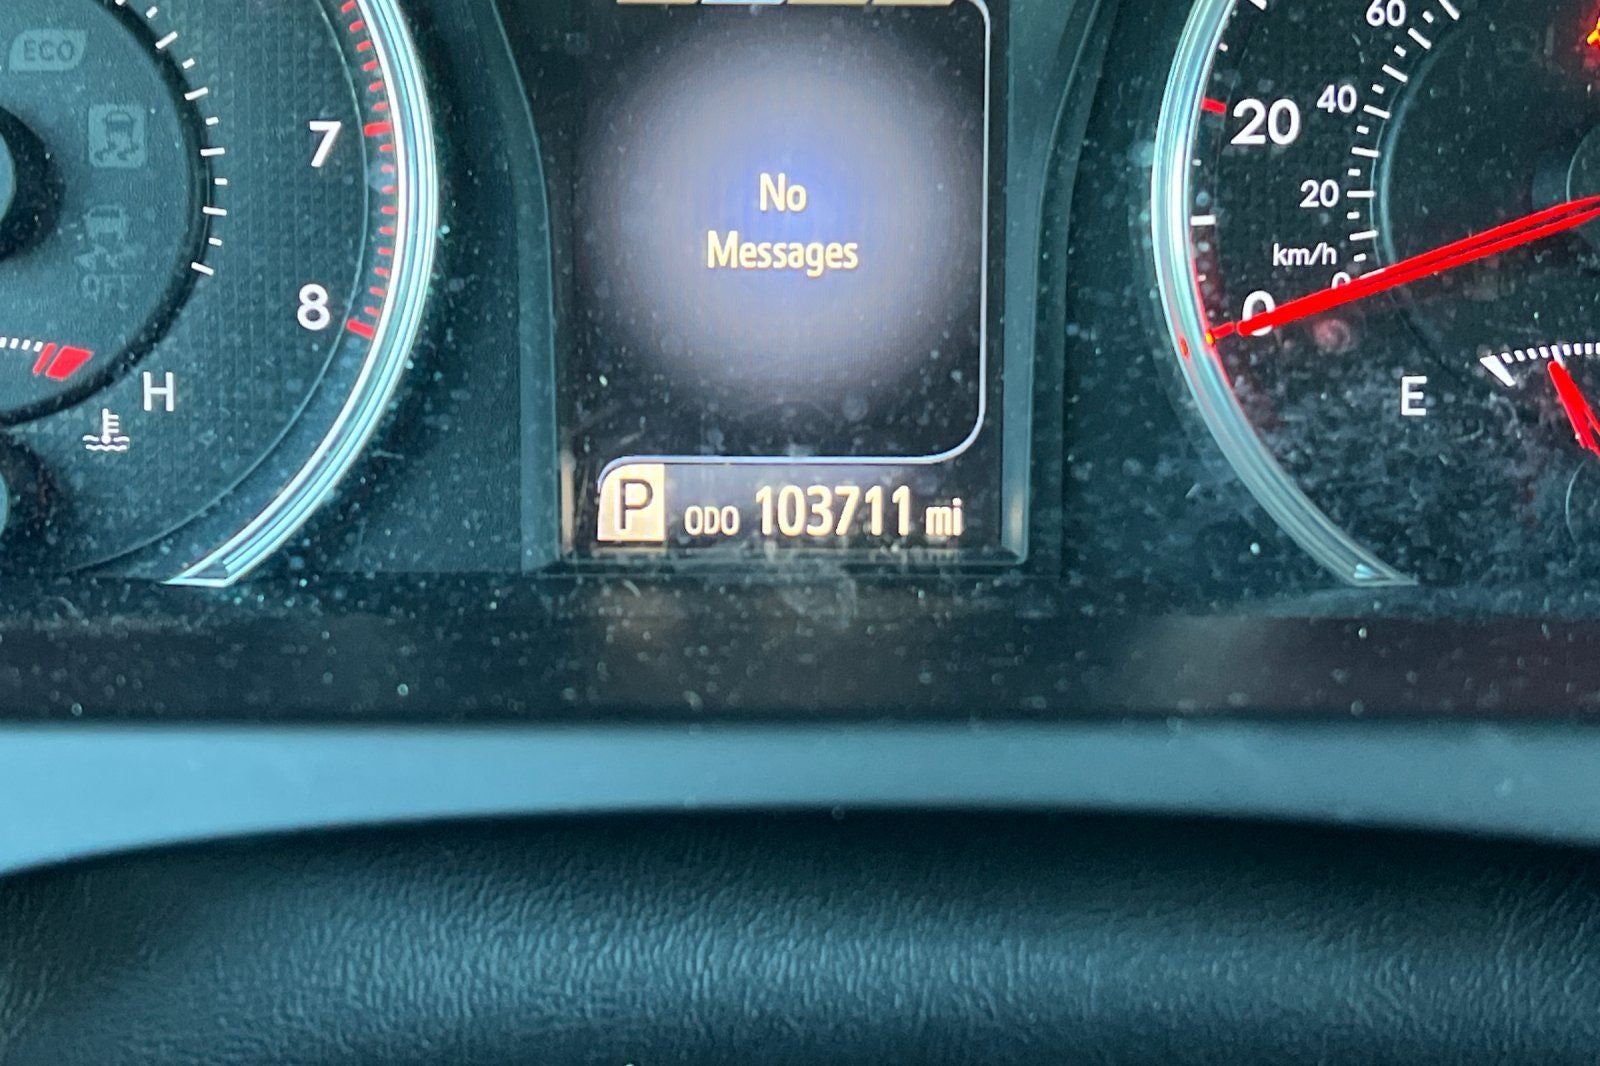 ECO
7
8
H
No
Messages
P ODO 103711 mi
60
20 40
20
km/h
0
0
E